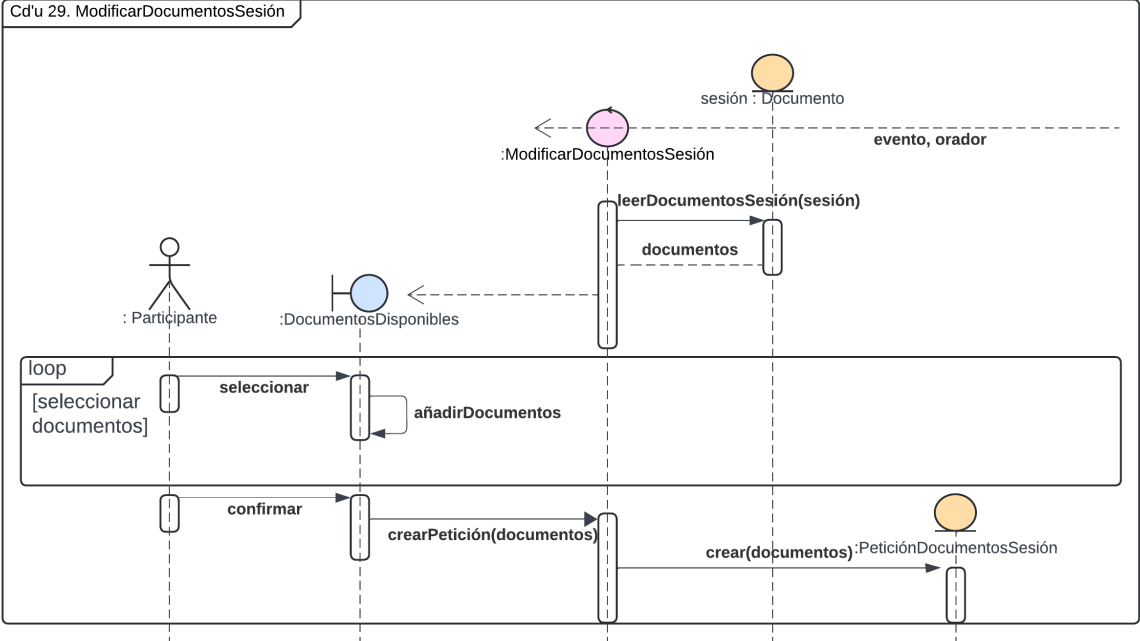 Cd'u 29. ModificarDocumentosSesión
sesión : Documento
evento, orador
:ModificarDocumentosSesión
leerDocumentosSesión(sesión)
documentos
: Participante
:DocumentosDisponibles
loop
seleccionar
[seleccionar
documentos]
añadirDocumentos
confirmar
crearPetición(documentos)
crear(documentos)
:PeticiónDocumentosSesión